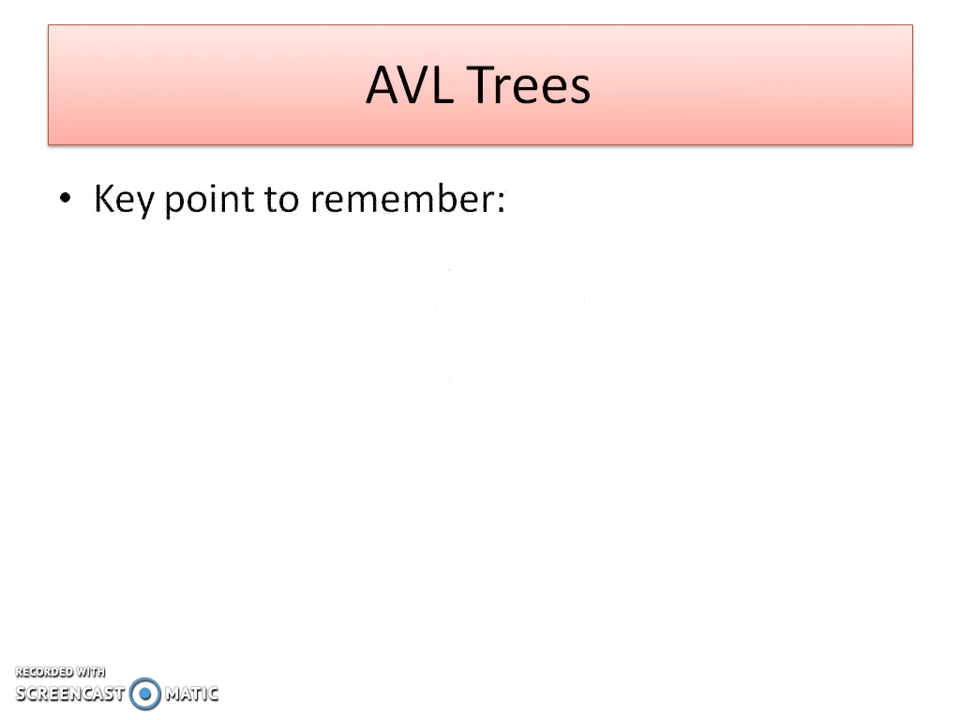 AVL Trees
• Key point to remember:
RECORDED WITH
SCREENCAST MATIC